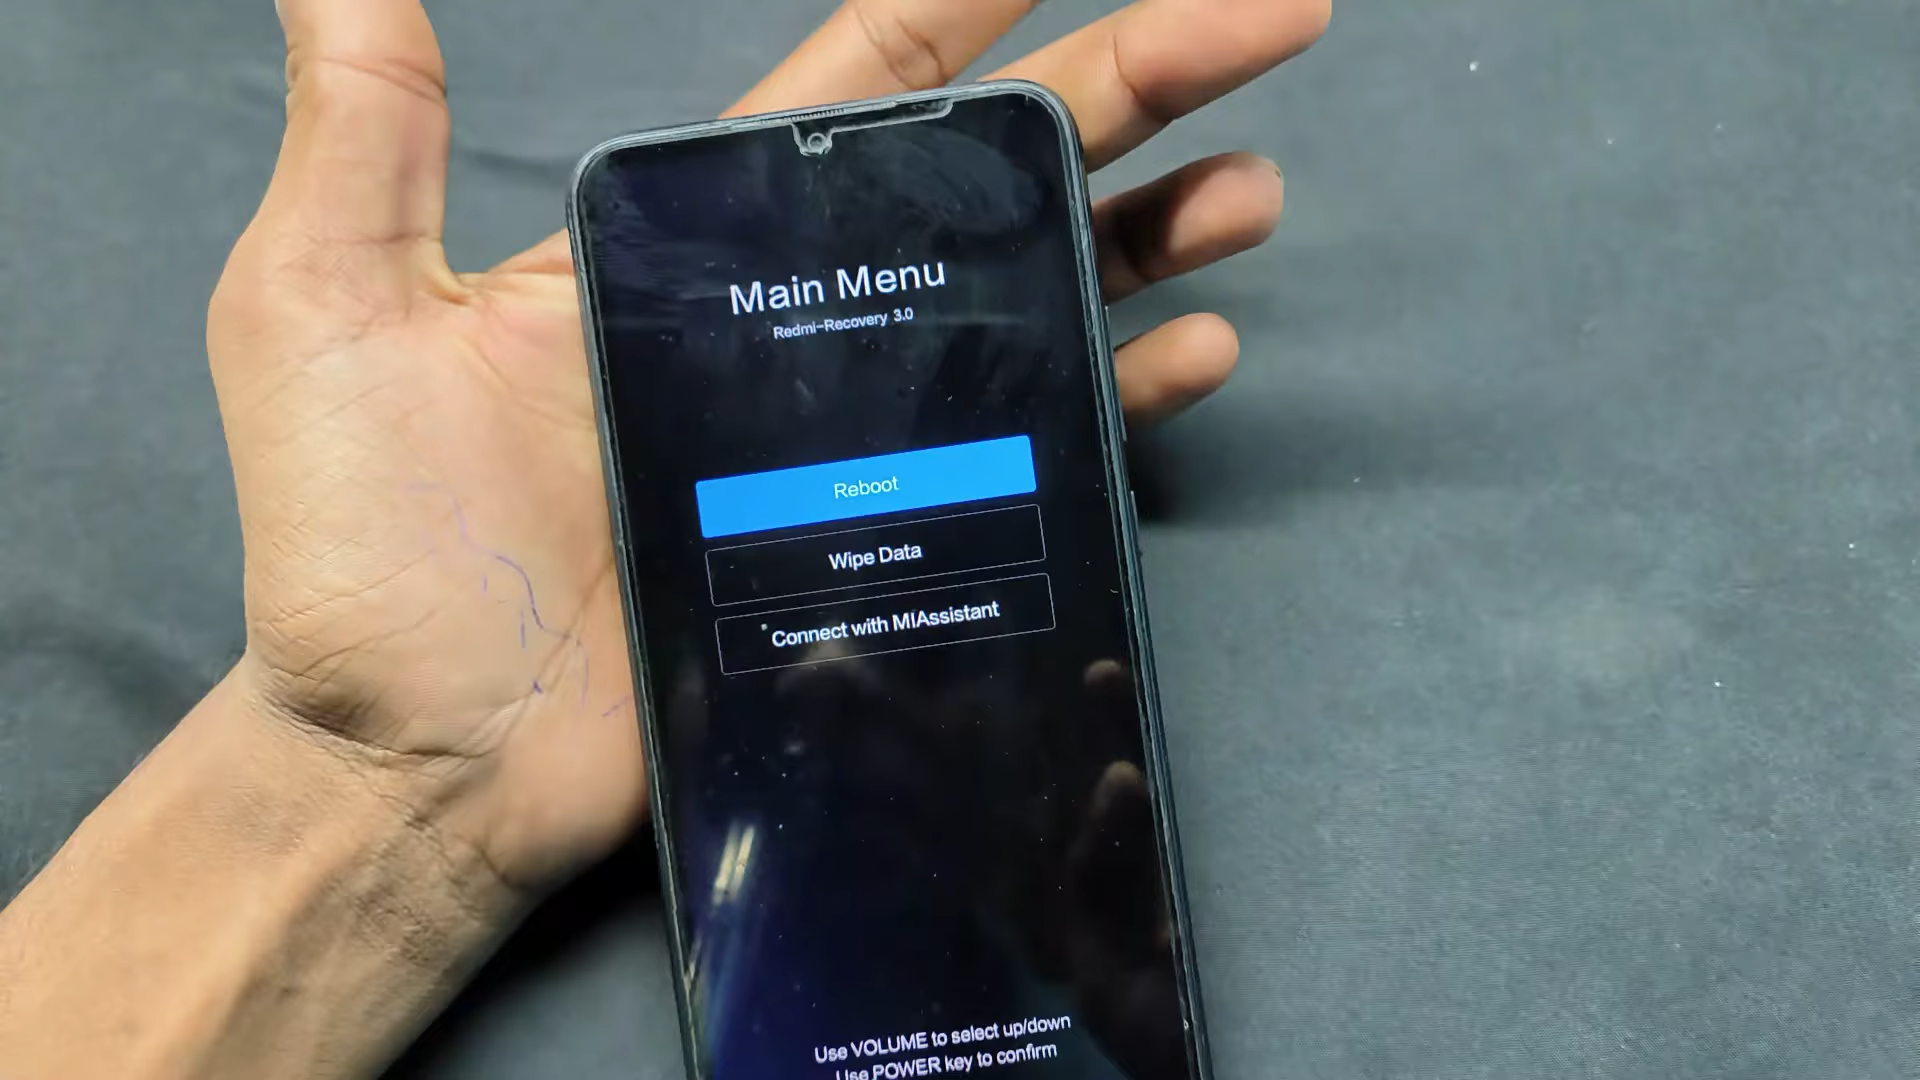 Main Menu
Redmi-Recovery 3.0
Reboot
Wipe Data
Connect with MIAssistant
Use VOLUME to select up/down
Use POWER key to confirm